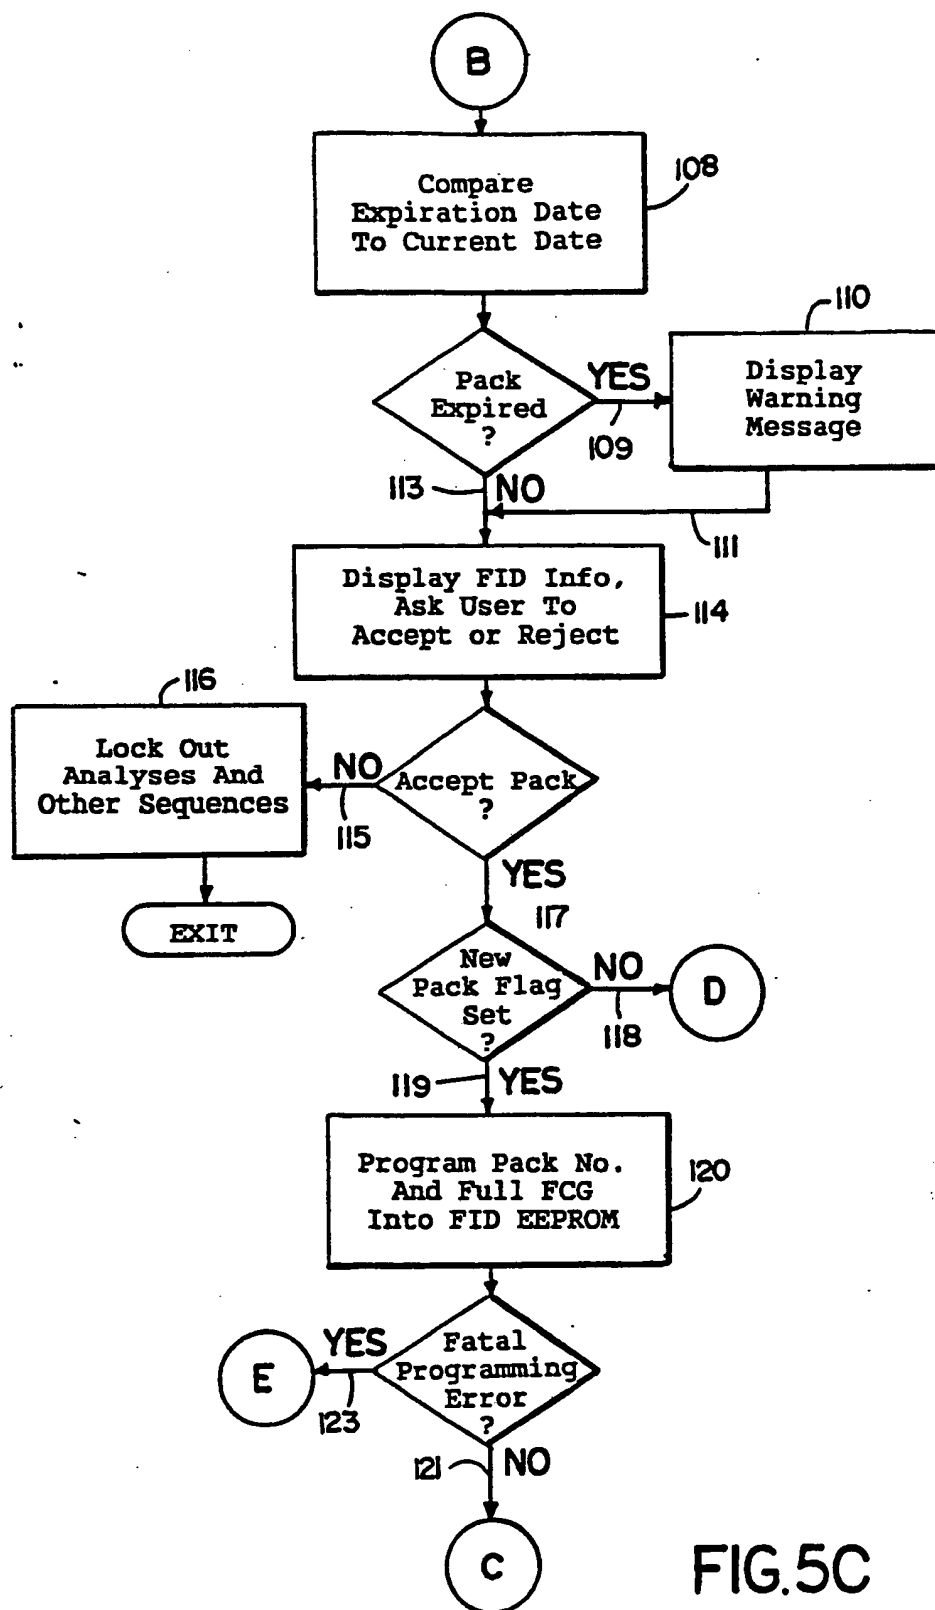 B
Compare
Expiration Date
To Current Date
108
110
Pack
Expired
?
YES
109
Display
Warning
Message
113
NO
111
Display FID Info,
Ask User To
Accept or Reject
114
116
Lock Out
Analyses And
Other Sequences
NO
115
Accept Pack
?
EXIT
YES
117
New
Pack Flag
Set
?
NO
118
D
119
YES
Program Pack No.
And Full FCG
Into FID EEPROM
120
Fatal
Programming
Error
?
YES
123
E
121
NO
C
FIG.5C